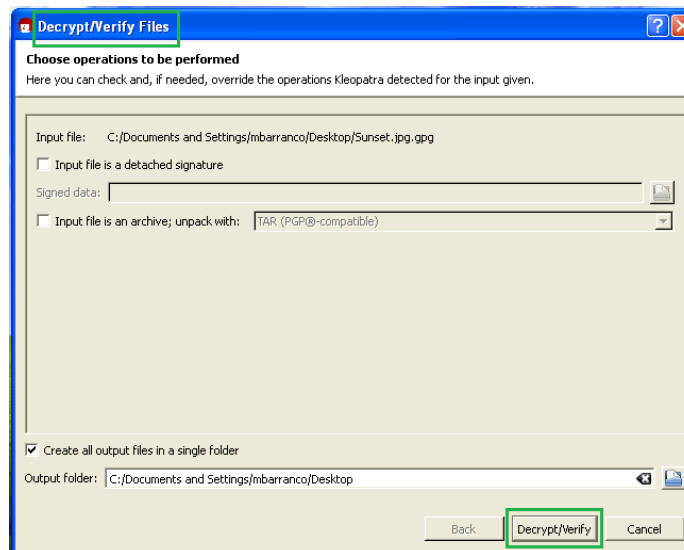 Decrypt/Verify Files
Choose operations to be performed
Here you can check and, if needed, override the operations Kleopatra detected for the input given.
Input file: C:/Documents and Settings/mbarranco/Desktop/Sunset.jpg.gpg
Input file is a detached signature
Signed data:
Input file is an archive; unpack with: TAR (PGP®-compatible)
Create all output files in a single folder
Output folder: C:/Documents and Settings/mbarranco/Desktop
Back Decrypt/Verify Cancel